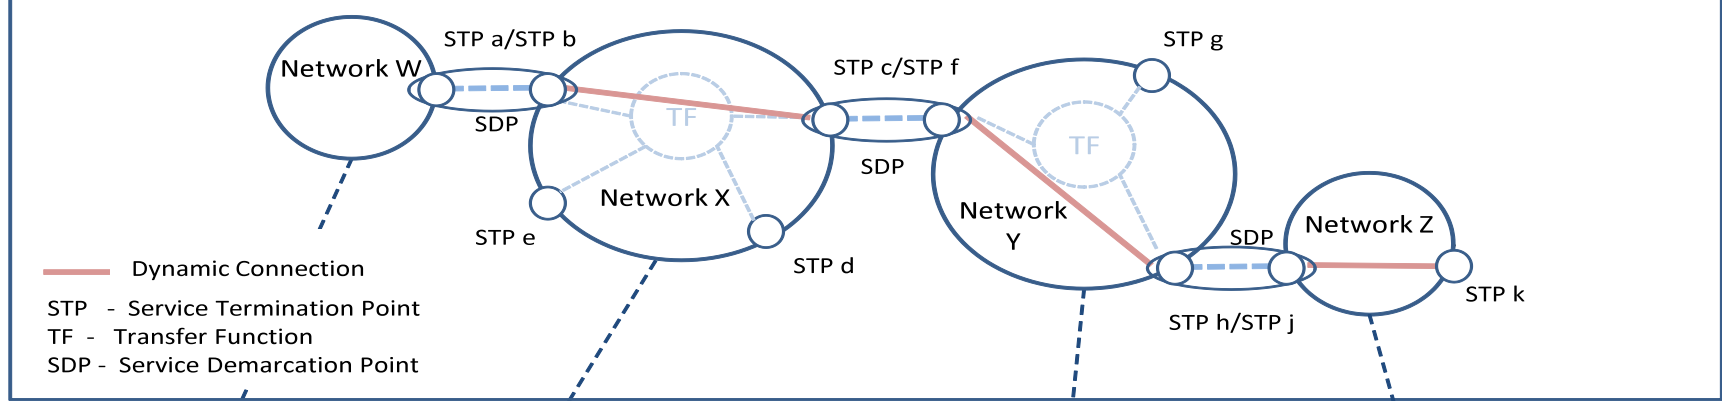 STP a/STP b
STP g
Network W
STP c/STP f
SDP
TF
TF
SDP
Network X
Network
Y
Network Z
STP e
SDP
STP d
STP k
STP h/STP j
Dynamic Connection
STP - Service Termination Point
TF - Transfer Function
SDP - Service Demarcation Point